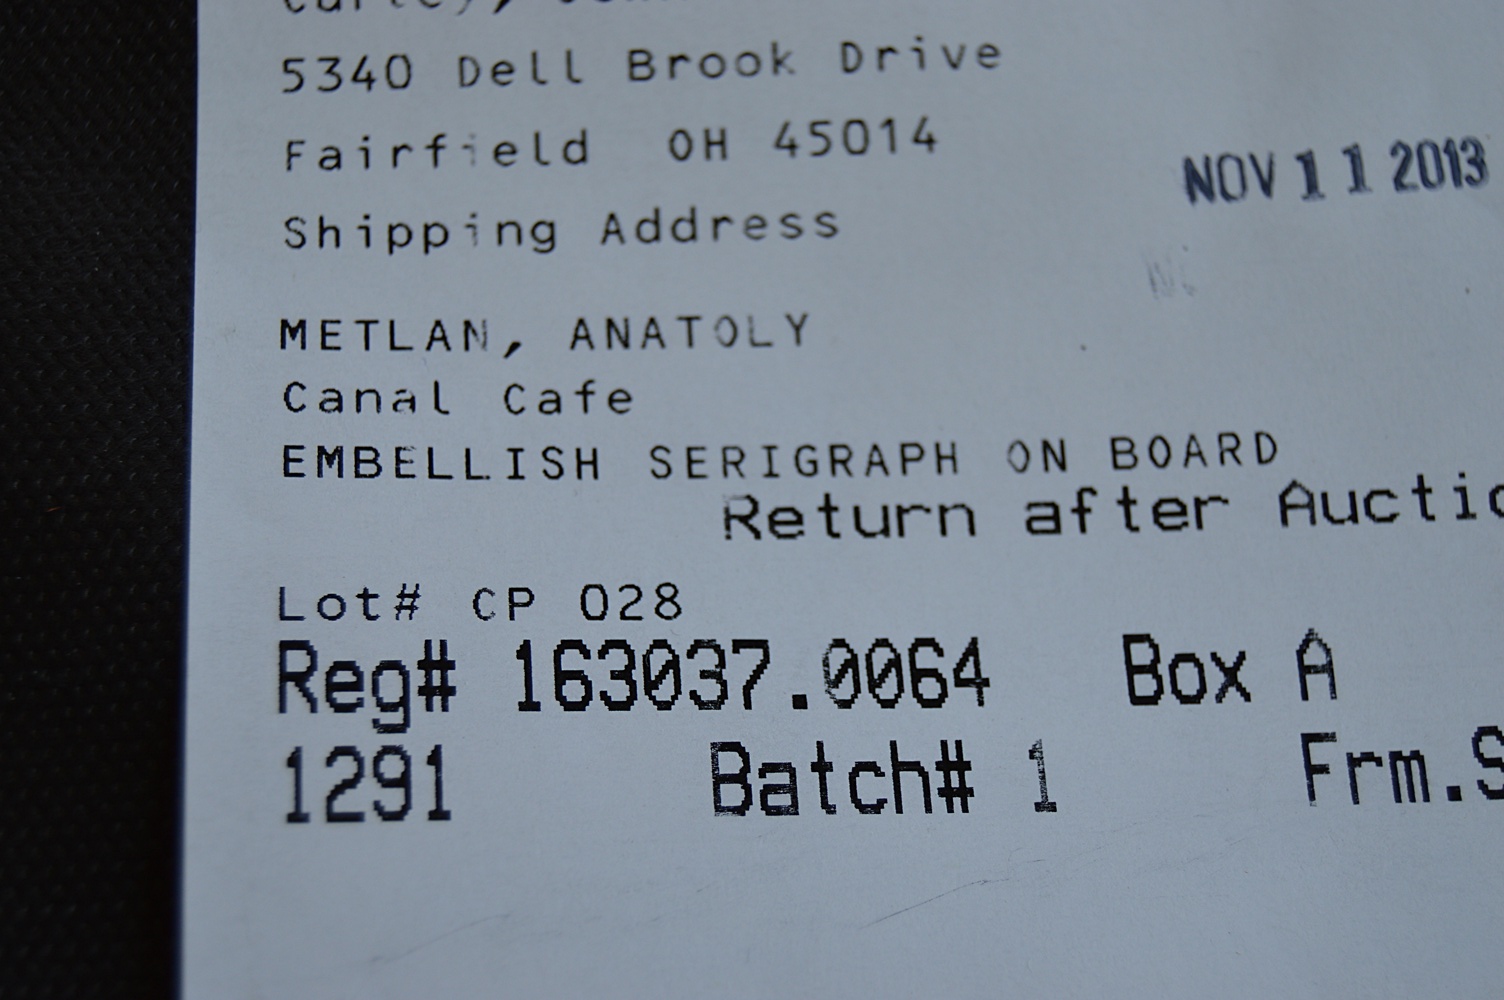 5340 Dell Brook Drive
Fairfield OH 45014
NOV 11 2013
Shipping Address
METLAN, ANATOLY
Canal Cafe
EMBELLISH SERIGRAPH ON BOARD
Return after
Lot# CP 028
Reg# 163037.0064 Box A
1291 Batch# 1